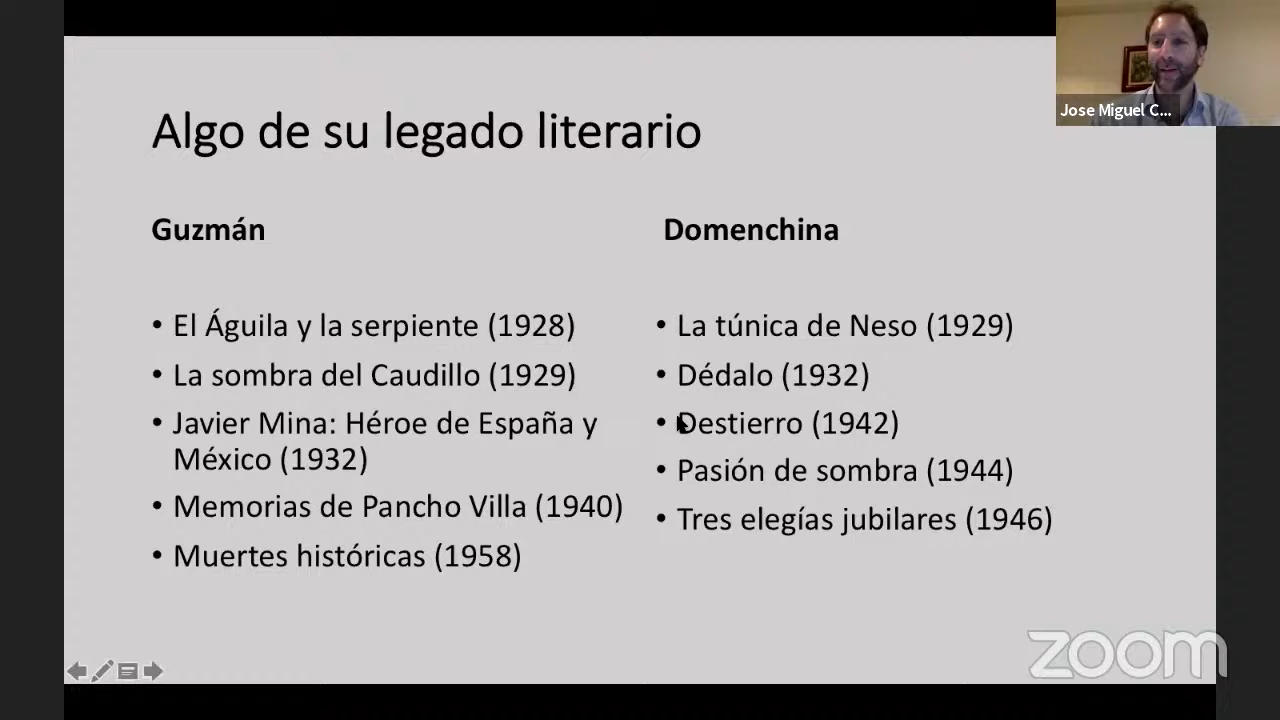 Jose Miguel C...
Algo de su legado literario
Guzmán
• El Águila y la serpiente (1928)
• La sombra del Caudillo (1929)
• Javier Mina: Héroe de España y
México (1932)
• Memorias de Pancho Villa (1940)
• Muertes históricas (1958)
Domenchina
• La túnica de Neso (1929)
• Dédalo (1932)
• Destierro (1942)
• Pasión de sombra (1944)
• Tres elegías jubilares (1946)
zoom